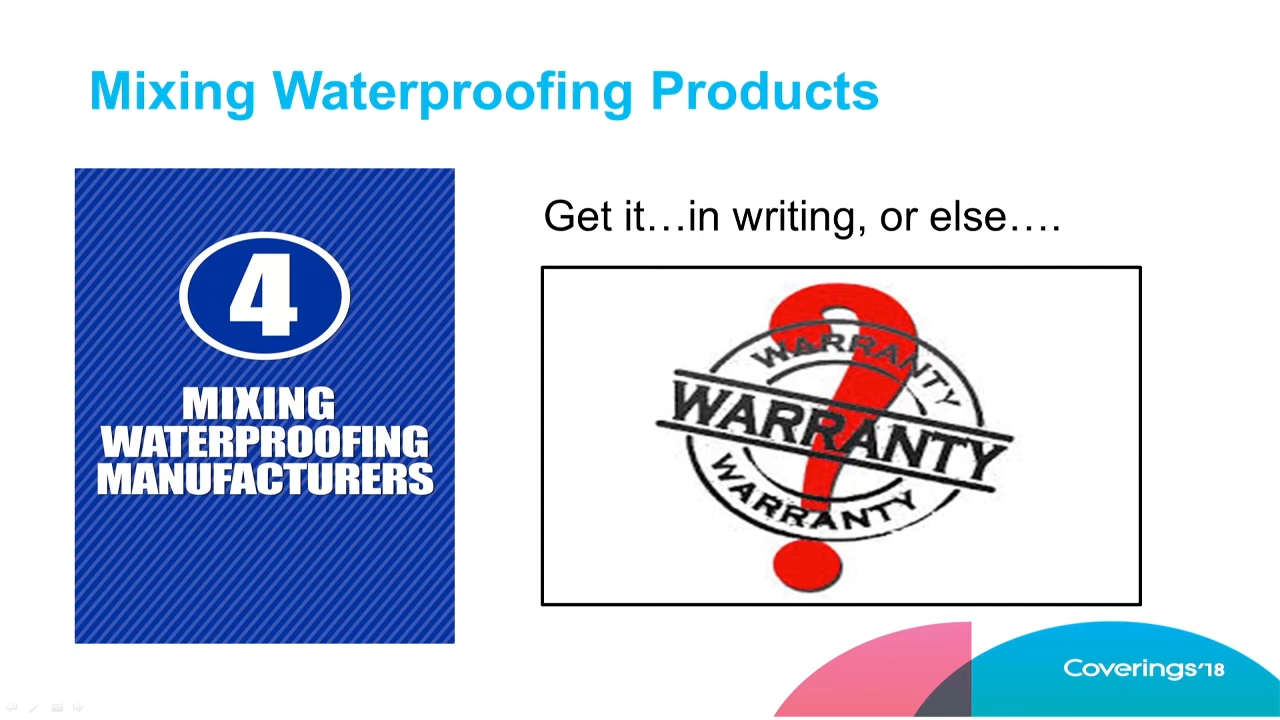 Mixing Waterproofing Products
4
MIXING
WATERPROOFING
MANUFACTURERS
Get it…in writing, or else….
WARRANTY
WARRANTY
WARRANTY
Coverings'18